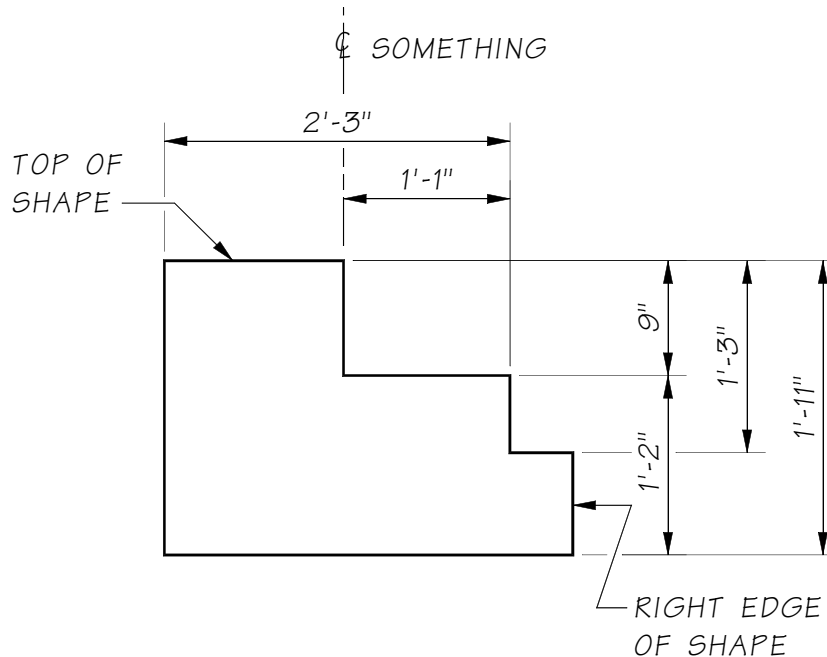 ℄ SOMETHING
2'-3"
TOP OF
SHAPE
1'-1"
9"
1'-3"
1'-11"
1'-2"
RIGHT EDGE
OF SHAPE